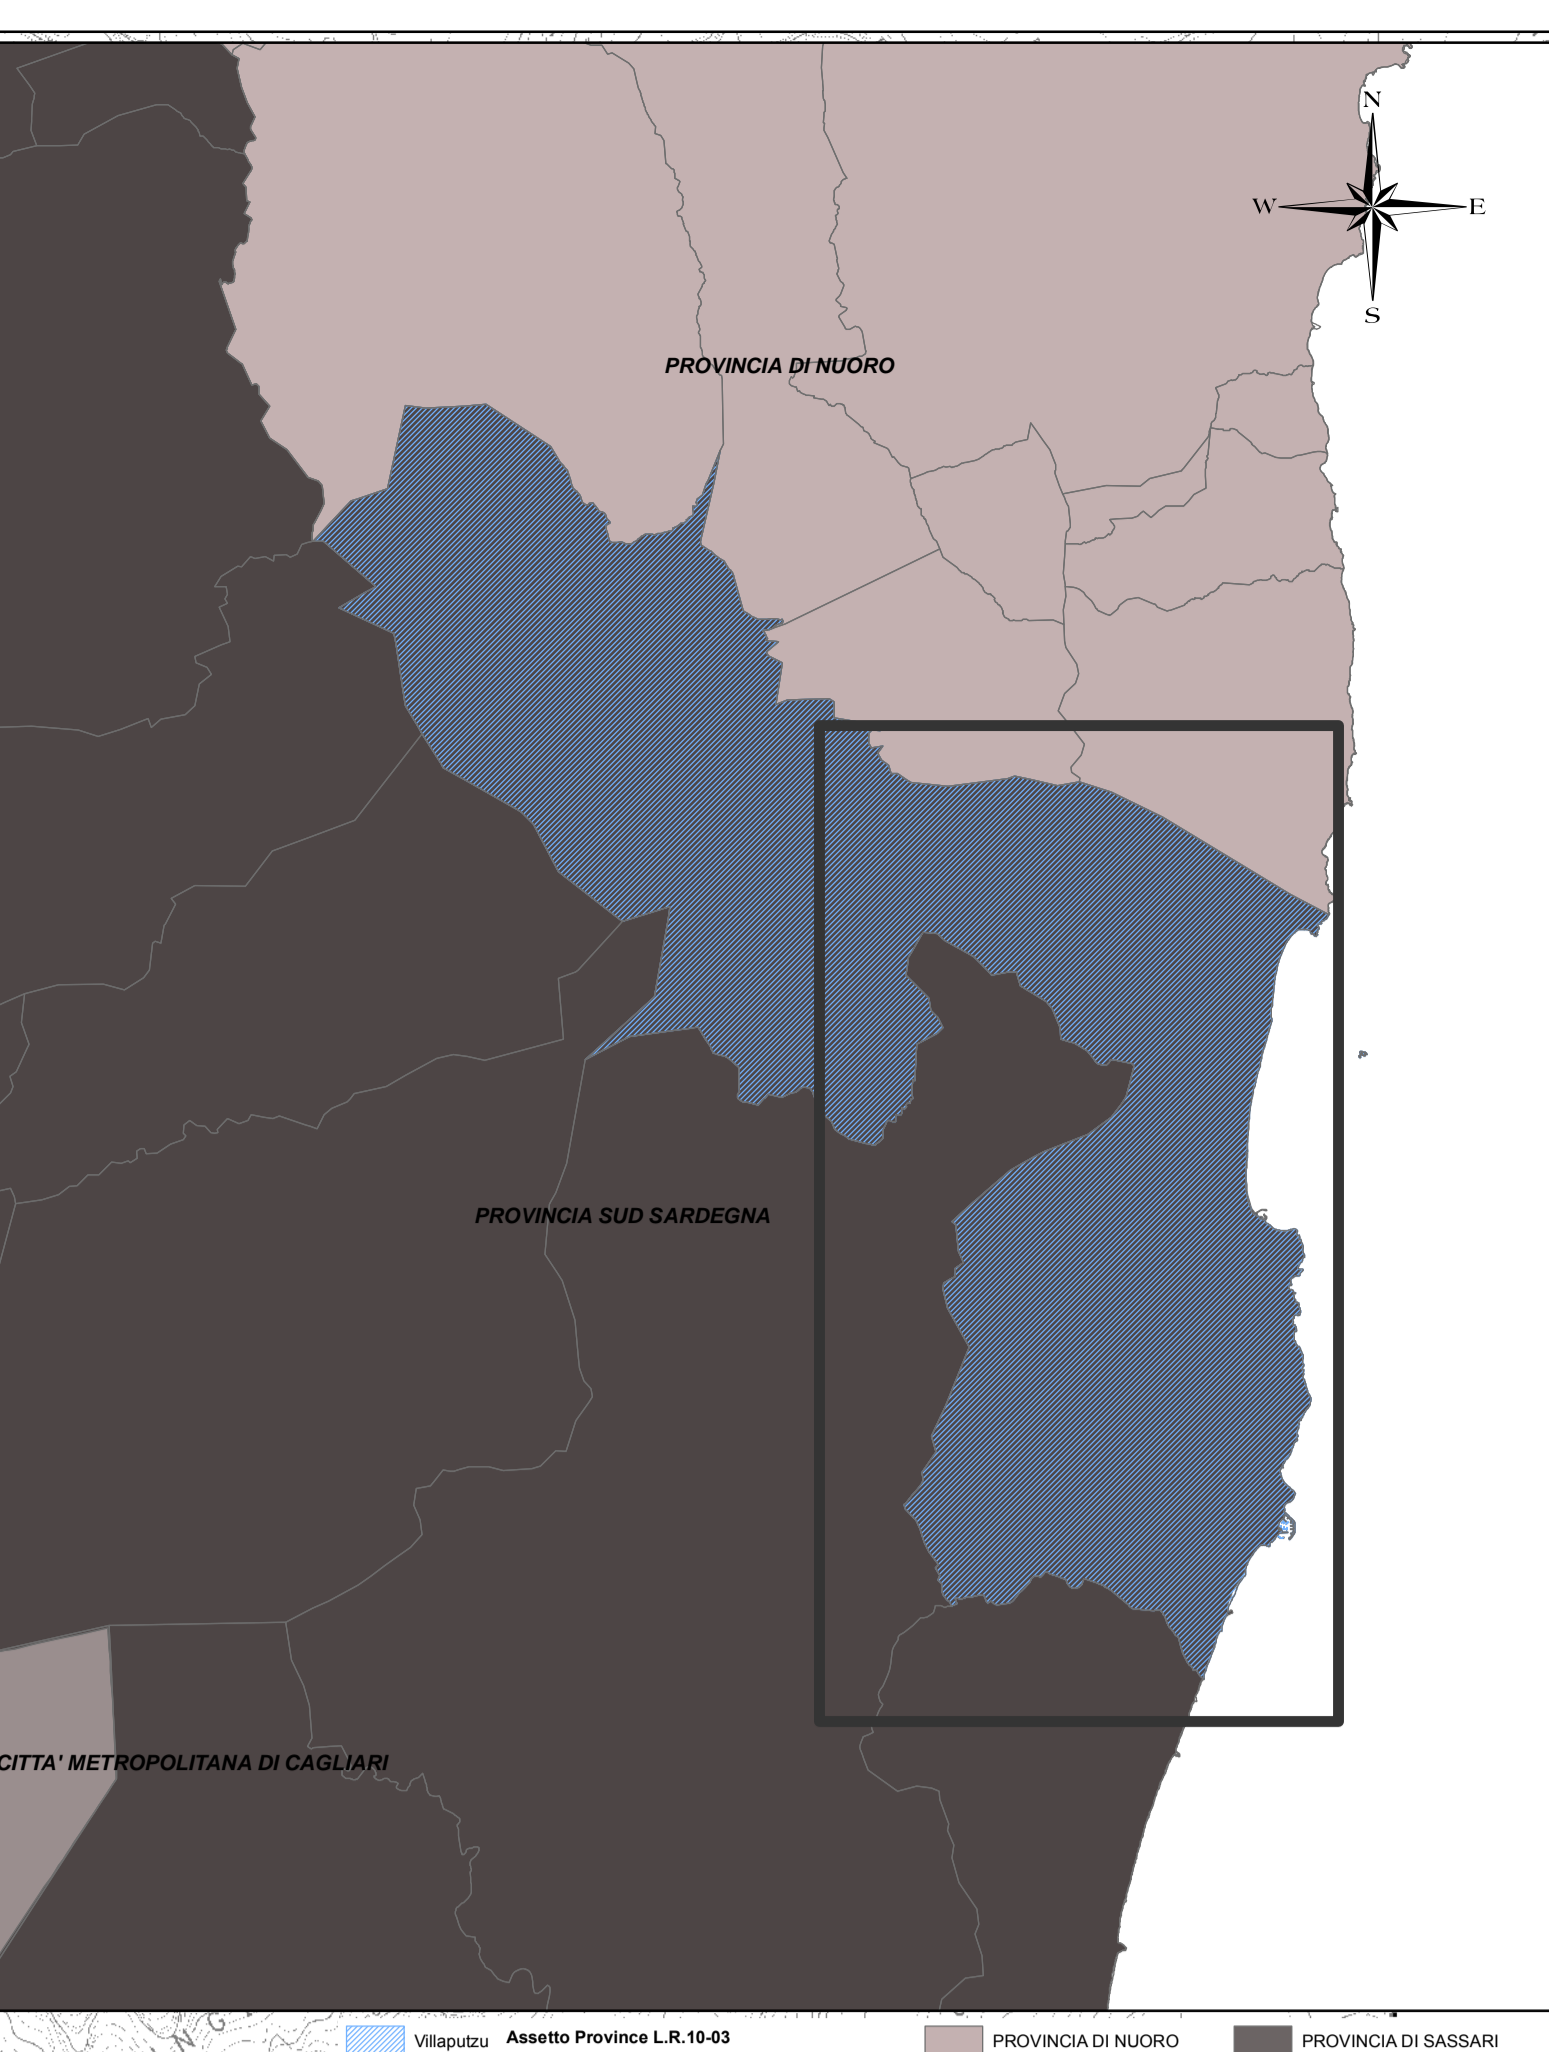 N
W E
S
PROVINCIA DI NUORO
PROVINCIA SUD SARDEGNA
CITTA' METROPOLITANA DI CAGLIARI
Villaputzu Assetto Province L.R.10-03 PROVINCIA DI NUORO PROVINCIA DI SASSARI